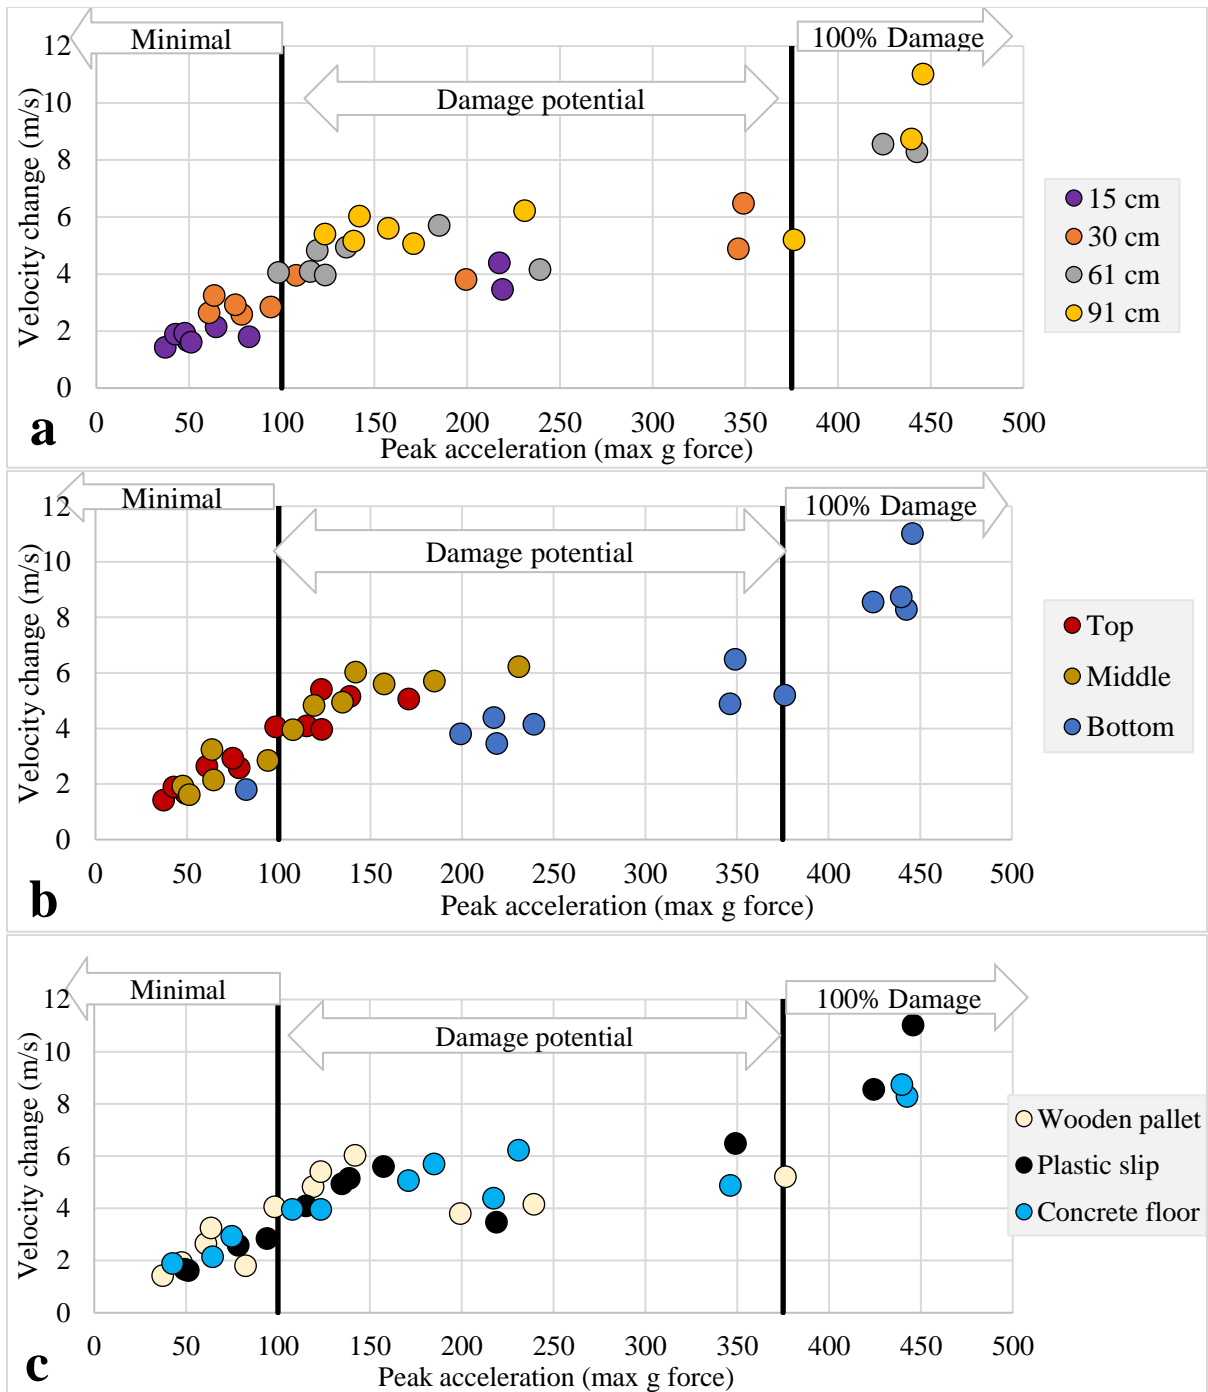 Minimal
100% Damage
Damage potential
Velocity change (m/s)
12
10
8
6
4
2
0
0 50 100 150 200 250 300 350 400 450 500
Peak acceleration (max g force)
15 cm
30 cm
61 cm
91 cm
a
Minimal
100% Damage
Damage potential
Velocity change (m/s)
12
10
8
6
4
2
0
0 50 100 150 200 250 300 350 400 450 500
Peak acceleration (max g force)
Top
Middle
Bottom
b
Minimal
100% Damage
Damage potential
Velocity change (m/s)
12
10
8
6
4
2
0
0 50 100 150 200 250 300 350 400 450 500
Peak acceleration (max g force)
Wooden pallet
Plastic slip
Concrete floor
c